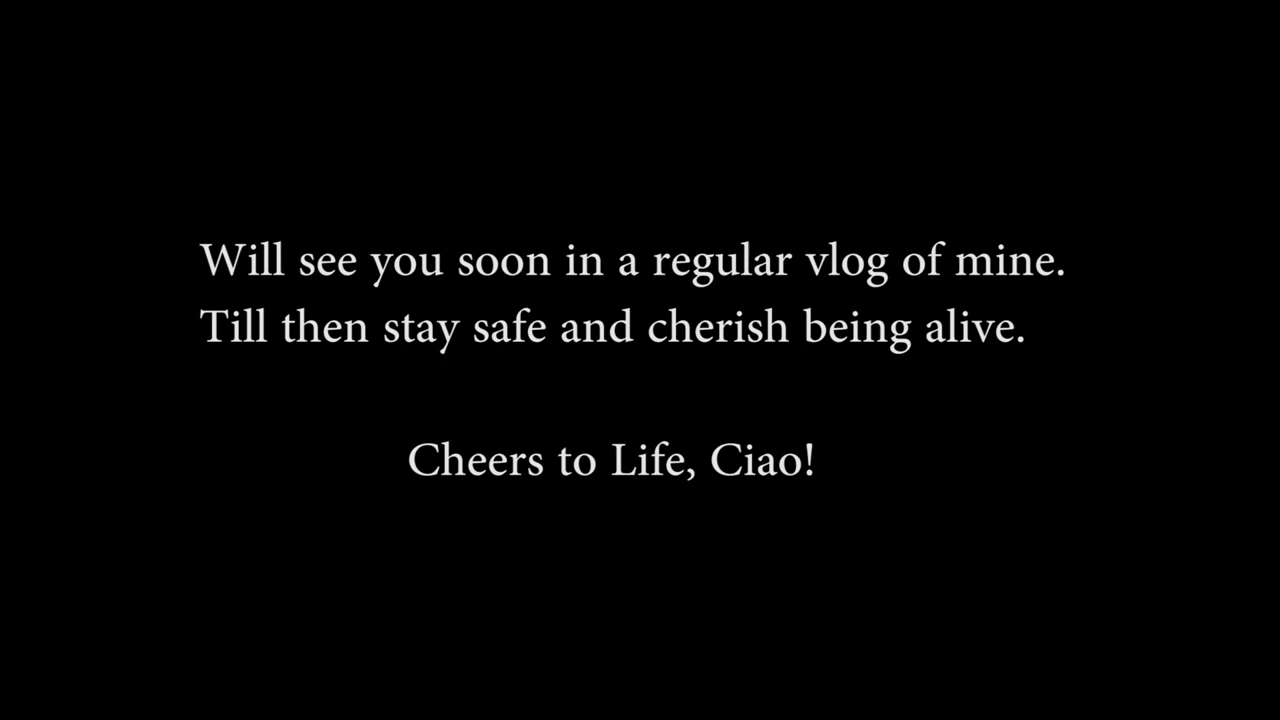 Will see you soon in a regular vlog of mine.
Till then stay safe and cherish being alive.
Cheers to Life, Ciao!